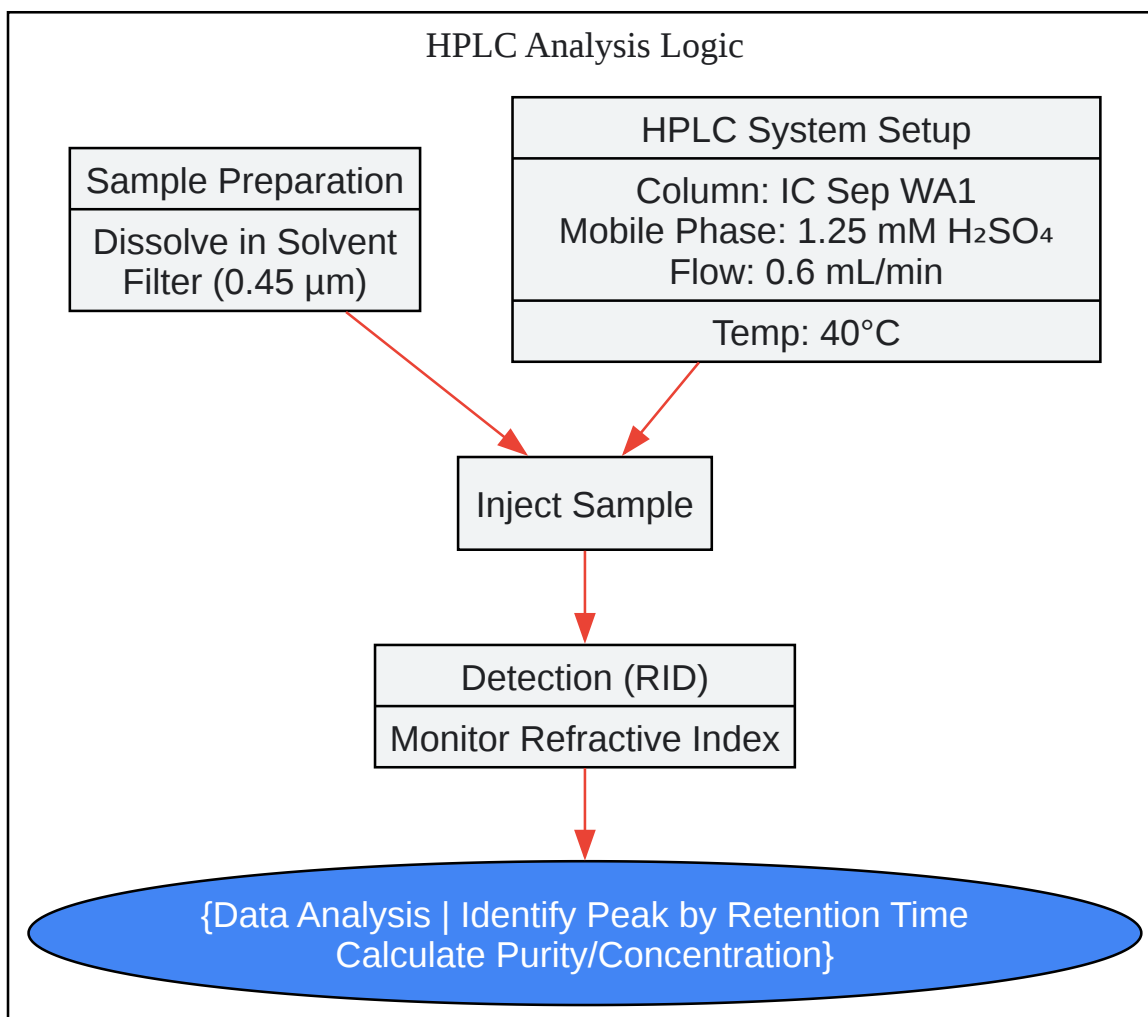 HPLC Analysis Logic
Sample Preparation
Dissolve in Solvent
Filter (0.45 µm)
HPLC System Setup
Column: IC Sep WA1
Mobile Phase: 1.25 mM H₂SO₄
Flow: 0.6 mL/min
Temp: 40°C
Inject Sample
Detection (RID)
Monitor Refractive Index
{Data Analysis | Identify Peak by Retention Time
Calculate Purity/Concentration}